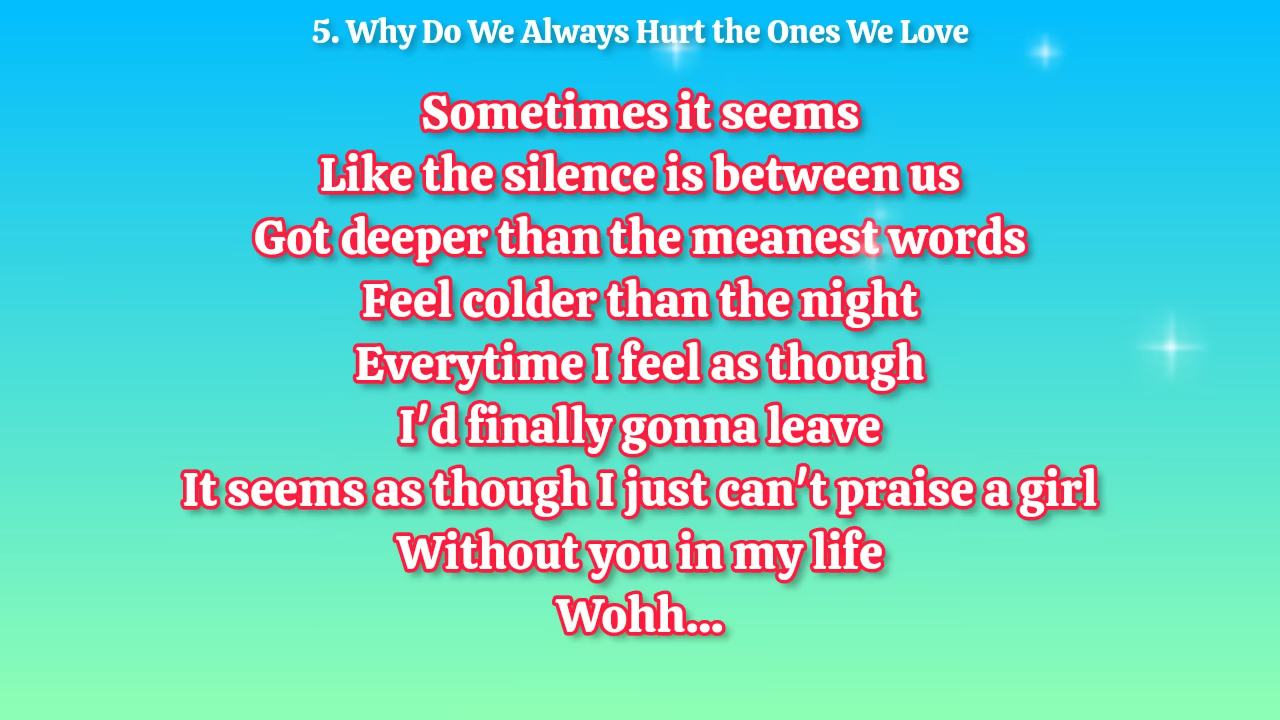 5. Why Do We Always Hurt the Ones We Love
Sometimes it seems
Like the silence is between us
Got deeper than the meanest words
Feel colder than the night
Everytime I feel as though
I'd finally gonna leave
It seems as though I just can't praise a girl
Without you in my life
Wohh...